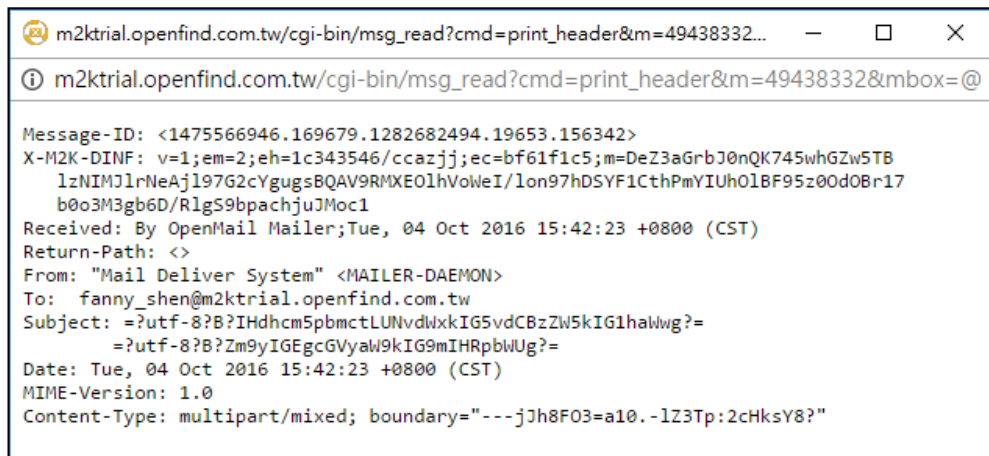 m2ktrial.openfind.com.tw/cgi-bin/msg_read?cmd=print_header&m=49438332...
m2ktrial.openfind.com.tw/cgi-bin/msg_read?cmd=print_header&m=49438332&mbox=@
Message-ID: <1475566946.169679.1282682494.19653.156342>
X-M2K-DINF: v=1;em=2;eh=1c343546/ccazjj;ec=bf61f1c5;m=DeZ3aGrbJ0nQK745whGZw5TB
lzNIMJlrNeAjl97G2cYgugsBQAV9RMXEOlhVoWeI/lon97hDSYF1CthPmYIUhOlBF95z0OdOBr17
b0o3M3gb6D/RlgS9bpachjuJMoc1
Received: By OpenMail Mailer;Tue, 04 Oct 2016 15:42:23 +0800 (CST)
Return-Path: <>
From: "Mail Deliver System" <MAILER-DAEMON>
To:  fanny_shen@m2ktrial.openfind.com.tw
Subject: =?utf-8?B?IHdhcm5pbmctLUNvdWxkIG5vdCBzZW5kIG1haWwg?=
=?utf-8?B?Zm9yIGEgcGVyaW9kIG9mIHRpbWUg?=
Date: Tue, 04 Oct 2016 15:42:23 +0800 (CST)
MIME-Version: 1.0
Content-Type: multipart/mixed; boundary="---jJh8FO3=a10.-lZ3Tp:2cHksY8?"